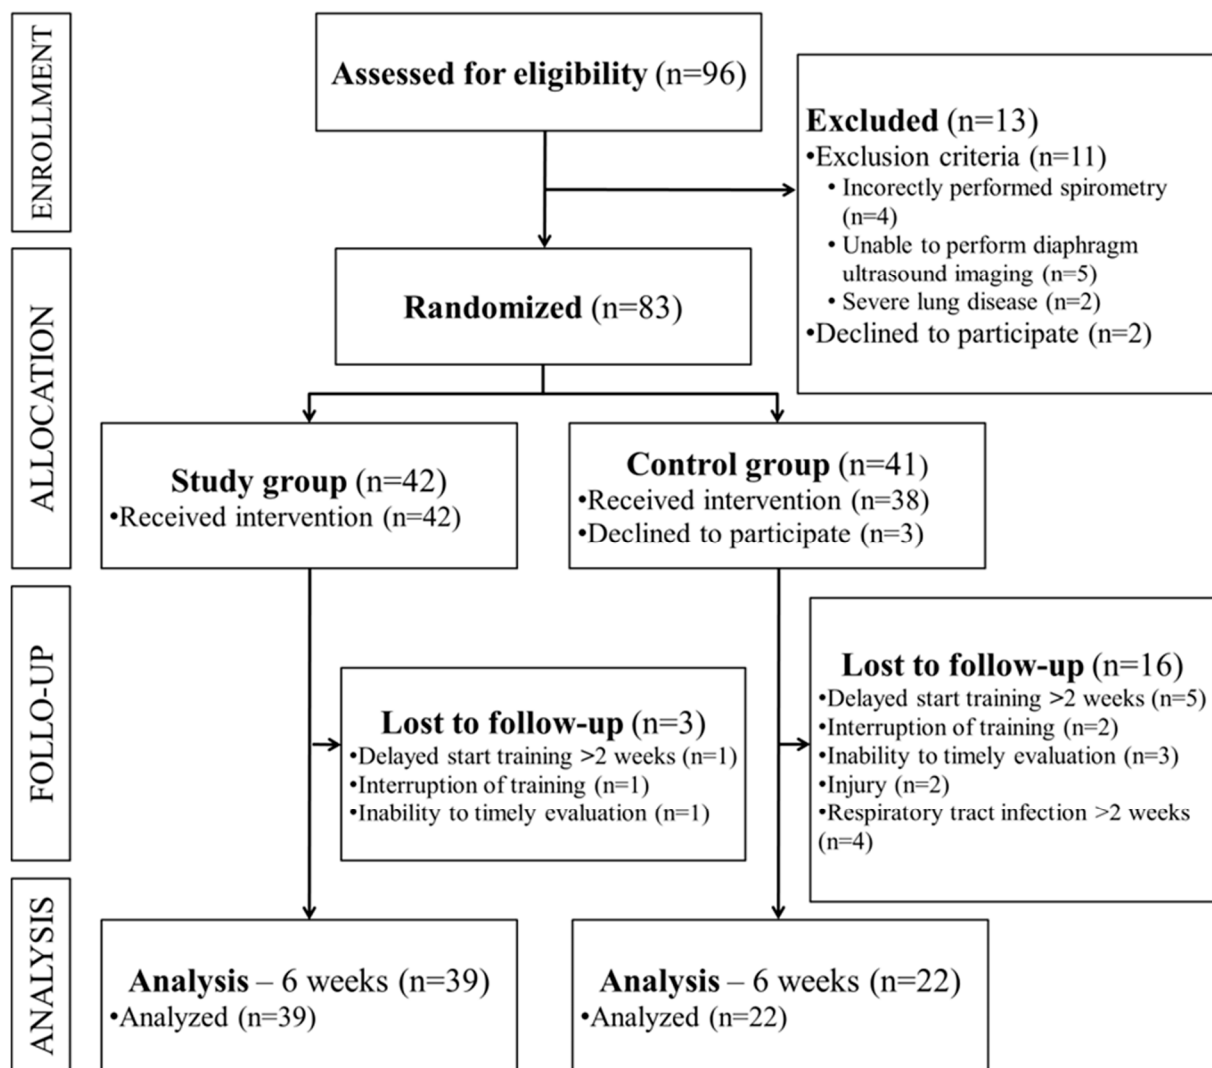 ENROLLMENT
Assessed for eligibility (n=96)
Excluded (n=13)
•Exclusion criteria (n=11)
• Incorectly performed spirometry
(n=4)
• Unable to perform diaphragm
ultrasound imaging (n=5)
• Severe lung disease (n=2)
•Declined to participate (n=2)
ALLOCATION
Randomized (n=83)
Study group (n=42)
•Received intervention (n=42)
Control group (n=41)
•Received intervention (n=38)
•Declined to participate (n=3)
FOLLO-UP
Lost to follow-up (n=3)
•Delayed start training >2 weeks (n=1)
•Interruption of training (n=1)
•Inability to timely evaluation (n=1)
Lost to follow-up (n=16)
•Delayed start training >2 weeks (n=5)
•Interruption of training (n=2)
•Inability to timely evaluation (n=3)
•Injury (n=2)
•Respiratory tract infection >2 weeks
(n=4)
ANALYSIS
Analysis – 6 weeks (n=39)
•Analyzed (n=39)
Analysis – 6 weeks (n=22)
•Analyzed (n=22)